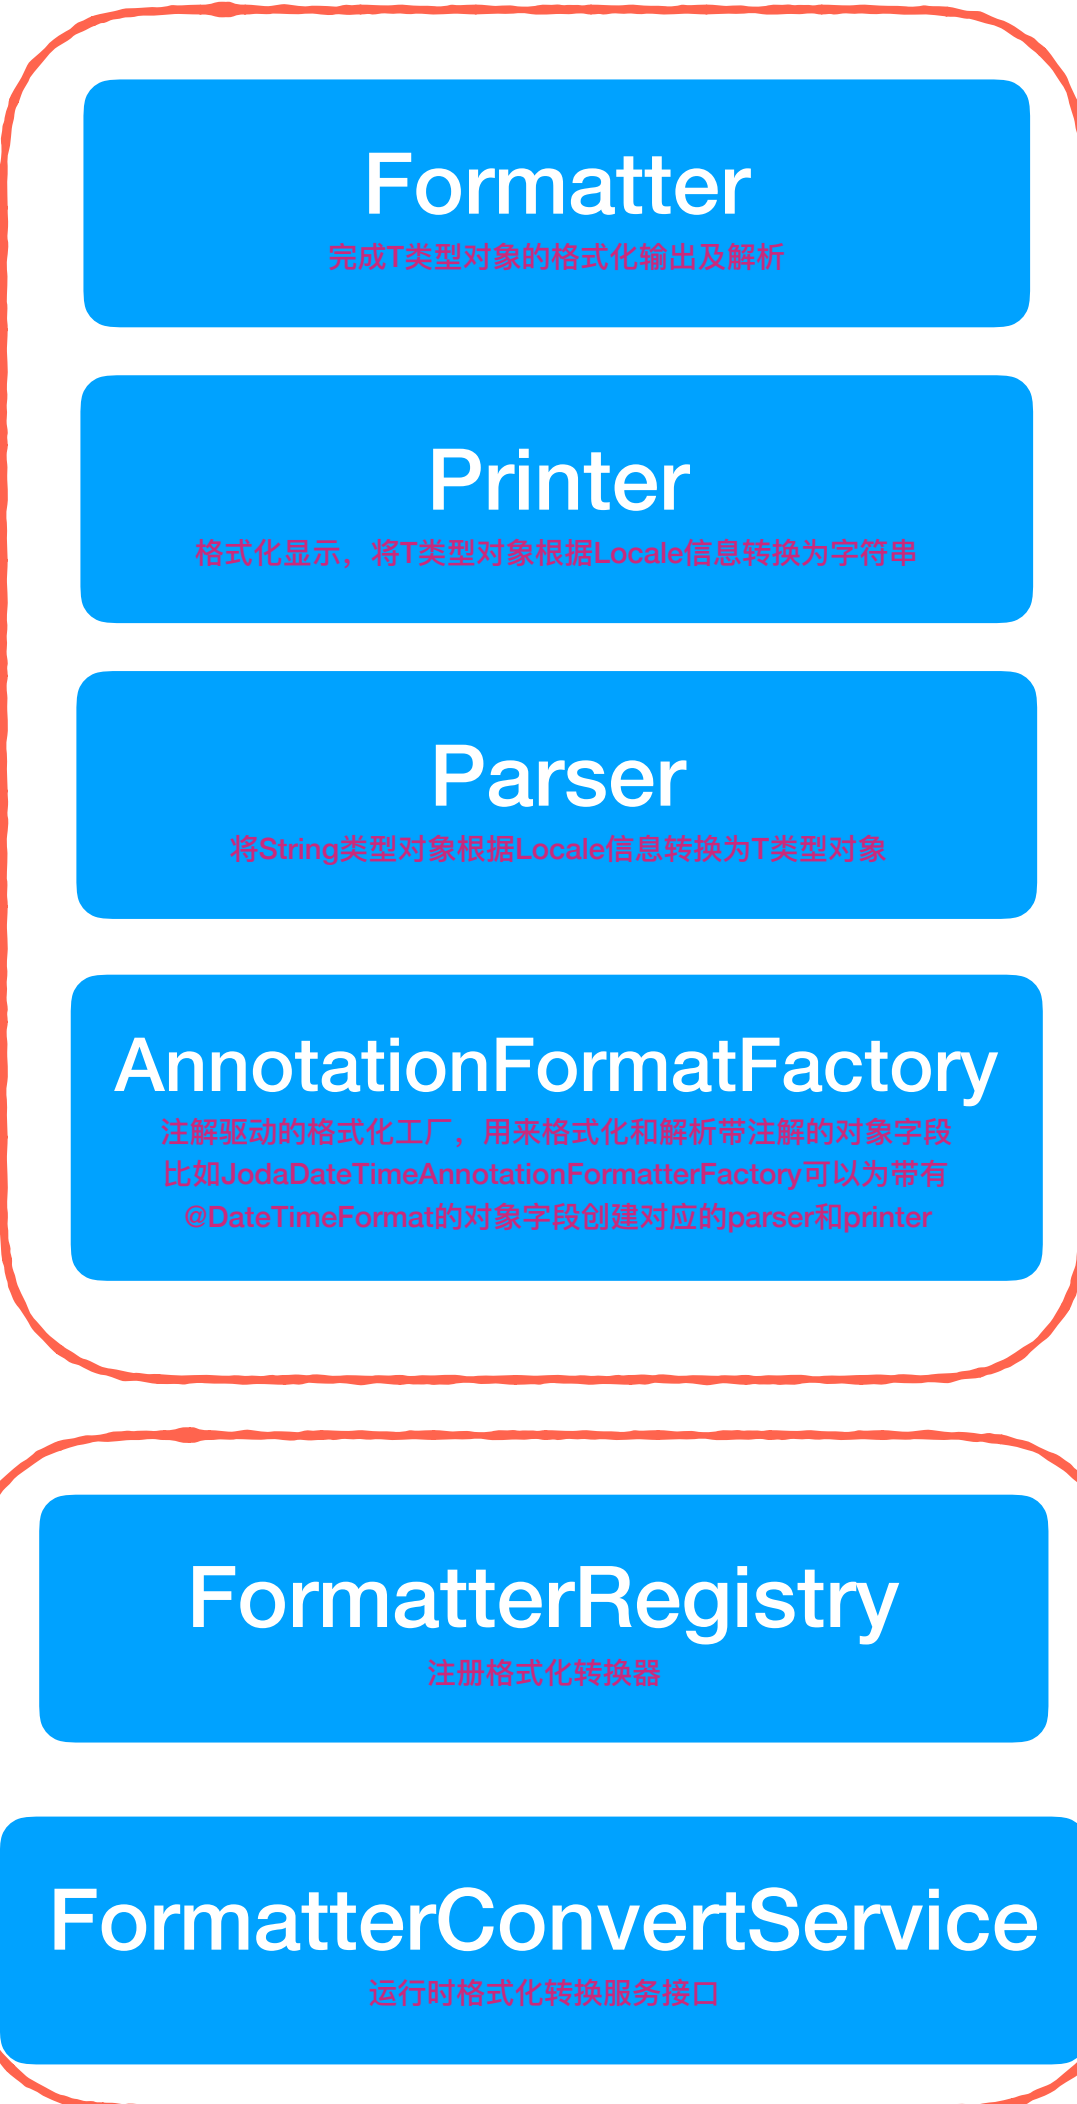 Formatter
完成T类型对象的格式化输出及解析
Printer
格式化显示，将T类型对象根据Locale信息转换为字符串
Parser
将String类型对象根据Locale信息转换为T类型对象
AnnotationFormatFactory
注解驱动的格式化工厂，用来格式化和解析带注解的对象字段
比如JodaDateTimeAnnotationFormatterFactory可以为带有
@DateTimeFormat的对象字段创建对应的parser和printer
FormatterRegistry
注册格式化转换器
FormatterConvertService
运行时格式化转换服务接口